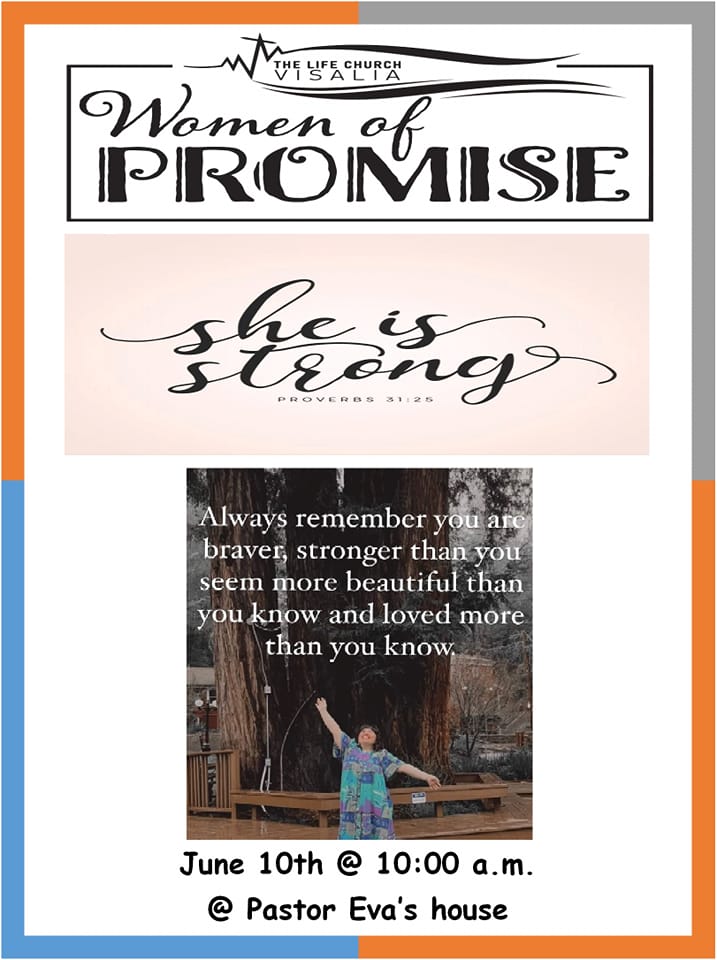 THE LIFE CHURCH
VISALIA
Women of
PROMISE
she is
strong
PROVERBS 31:25
Always remember you are
braver, stronger than you
seem more beautiful than
you know and loved more
than you know.
June 10th @ 10:00 a.m.
@ Pastor Eva's house